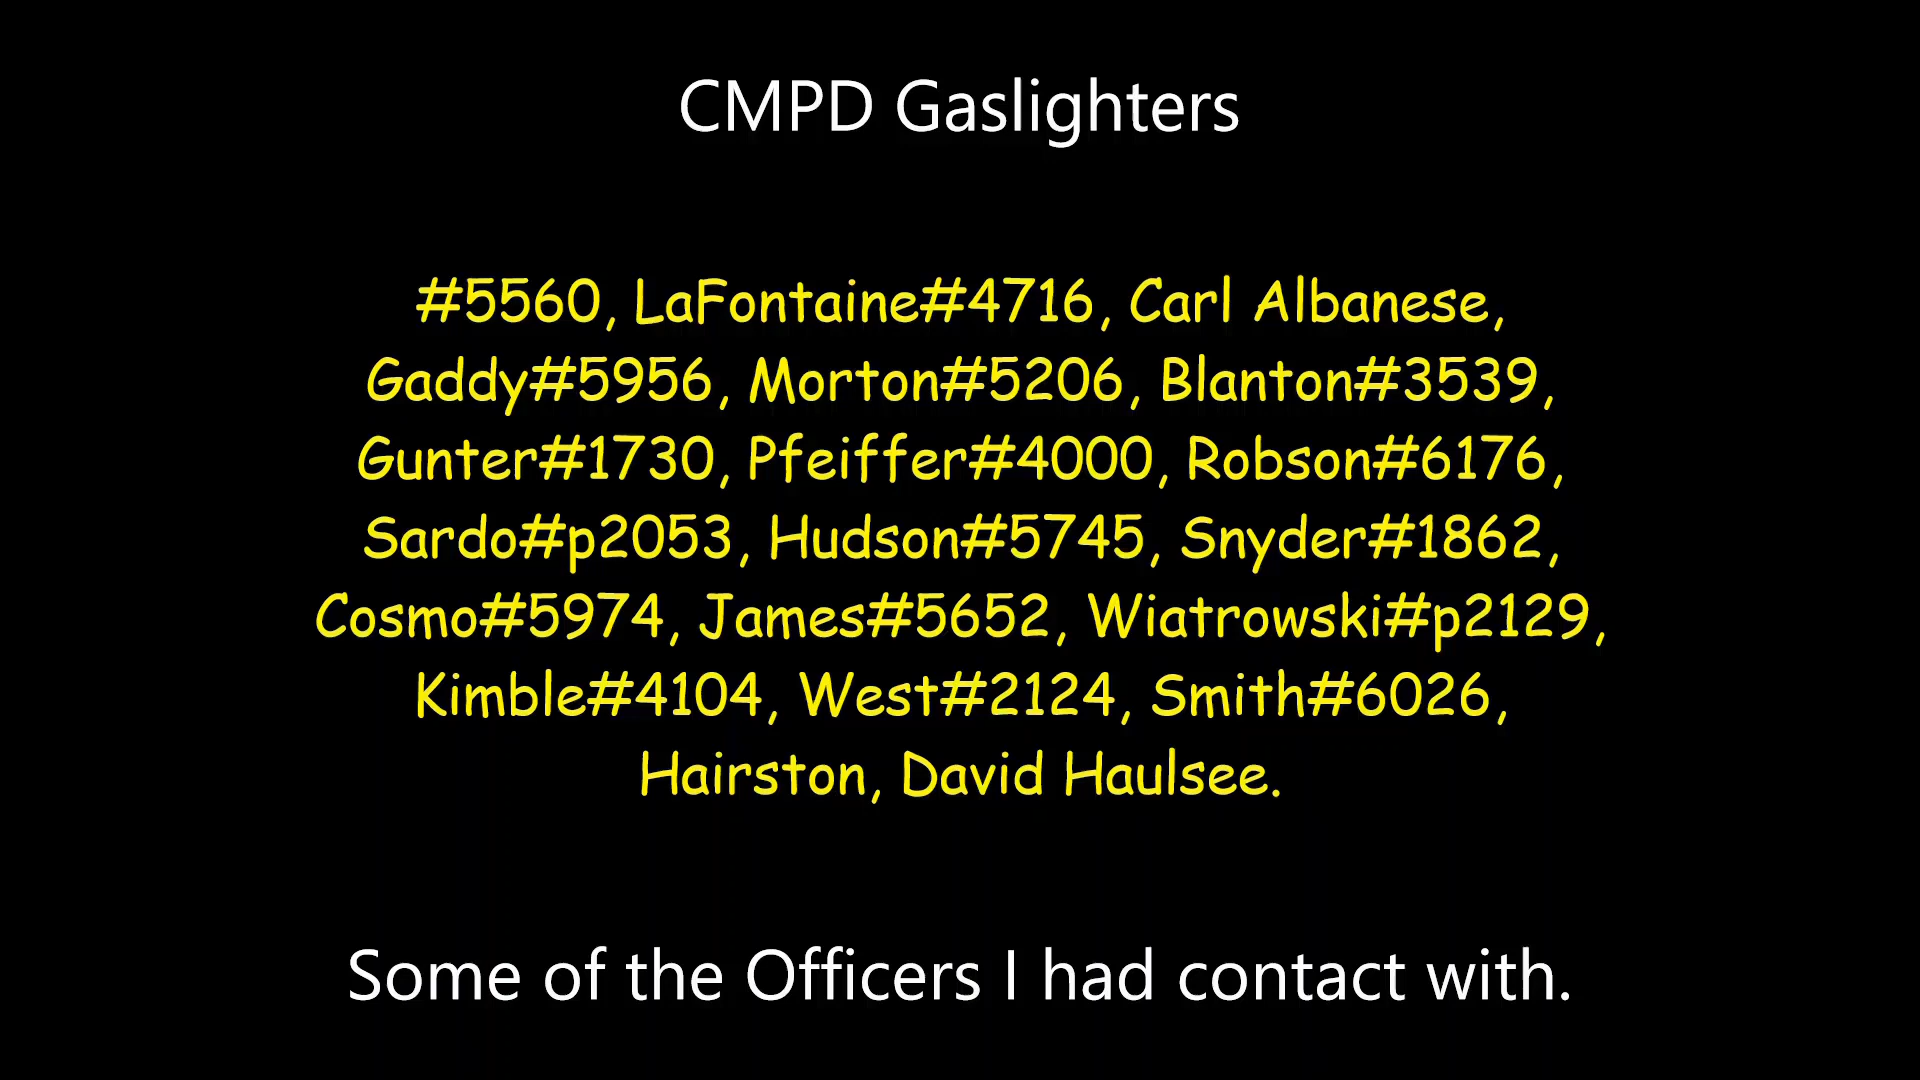 CMPD Gaslighters
#5560, LaFontaine#4716, Carl Albanese,
Gaddy#5956, Morton#5206, Blanton#3539,
Gunter#1730, Pfeiffer#4000, Robson#6176,
Sardo#p2053, Hudson#5745, Snyder#1862,
Cosmo#5974, James#5652, Wiatrowski#p2129,
Kimble#4104, West#2124, Smith#6026,
Hairston, David Haulsee.
Some of the Officers I had contact with.